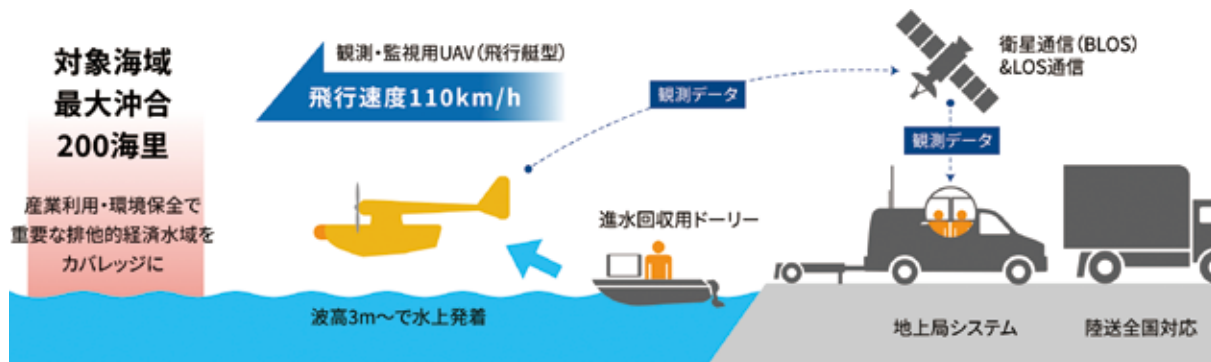 対象海域
最大沖合
200海里
産業利用・環境保全で
重要な排他的経済水域を
カバレッジに
観測・監視用UAV(飛行艇型)
飛行速度110km/h
観測データ
衛星通信(BLOS)
&LOS通信
観測データ
進水回収用ドーリー
波高3m〜で水上発着
地上局システム
陸送全国対応